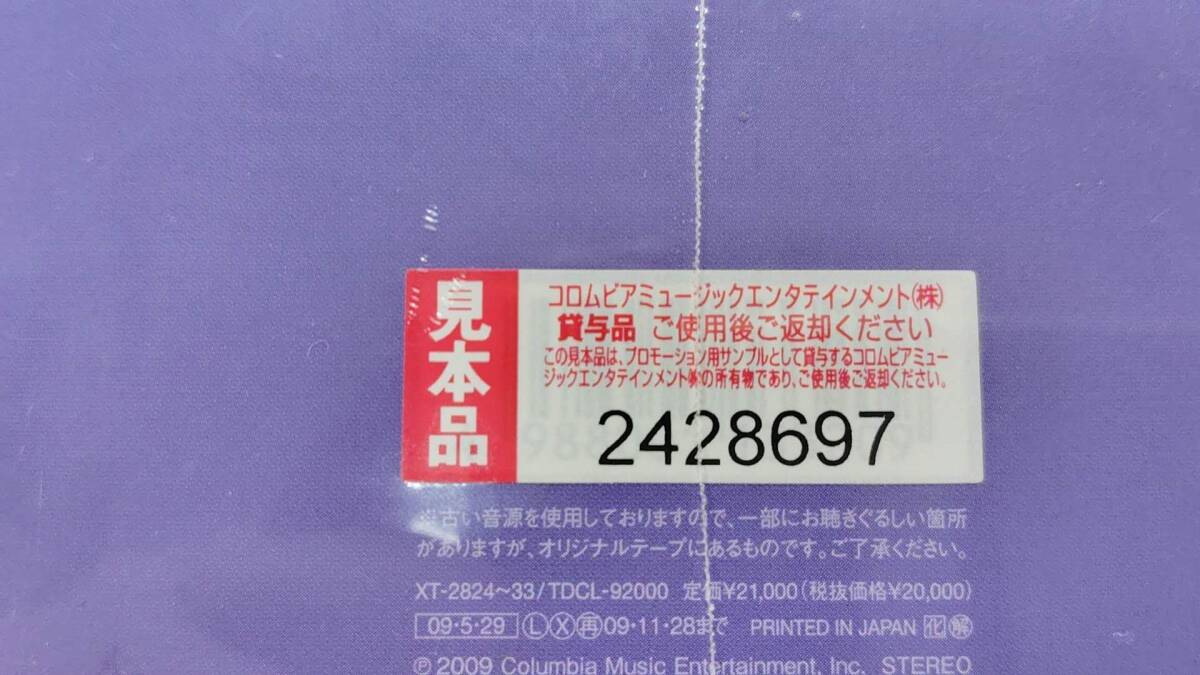 見本品
コロムビアミュージックエンタテインメント(株)
貸与品 ご使用後ご返却ください
この見本品は、プロモーション用サンプルとして貸与するコロムビアミュー
ジックエンタテインメント㈱の所有物であり、ご使用後ご返却ください。
2428697
※古い音源を使用しておりますので、一部にお聴きぐるしい箇所
がありますが、オリジナルテープにあるものです。ご了承ください。
XT-2824~33/TDCL-92000 定価¥21,000(税抜価格¥20,000)
09·5·29 Ⓛ Ⓧ 再 09·11·28まで PRINTED IN JAPAN 化 解
℗ 2009 Columbia Music Entertainment, Inc. STEREO